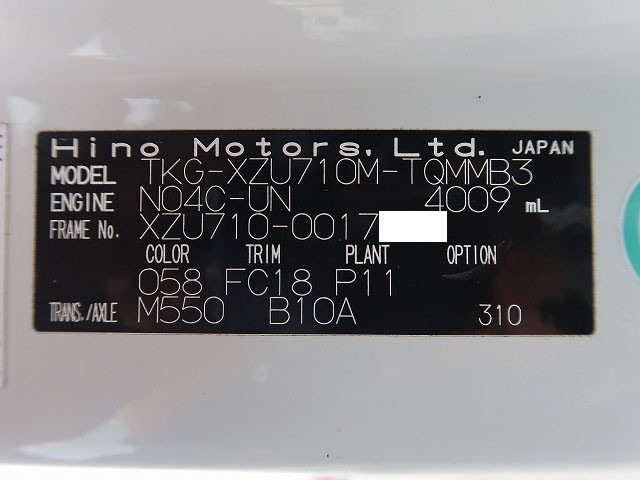 Hino Motors, Ltd. JAPAN
MODEL TKG-XZU710M-TQMMB3
ENGINE N04C-UN 4009 mL
FRAME No. XZU710-0017
COLOR TRIM PLANT OPTION
058 FC18 P11
TRANS./AXLE M550 B10A 310